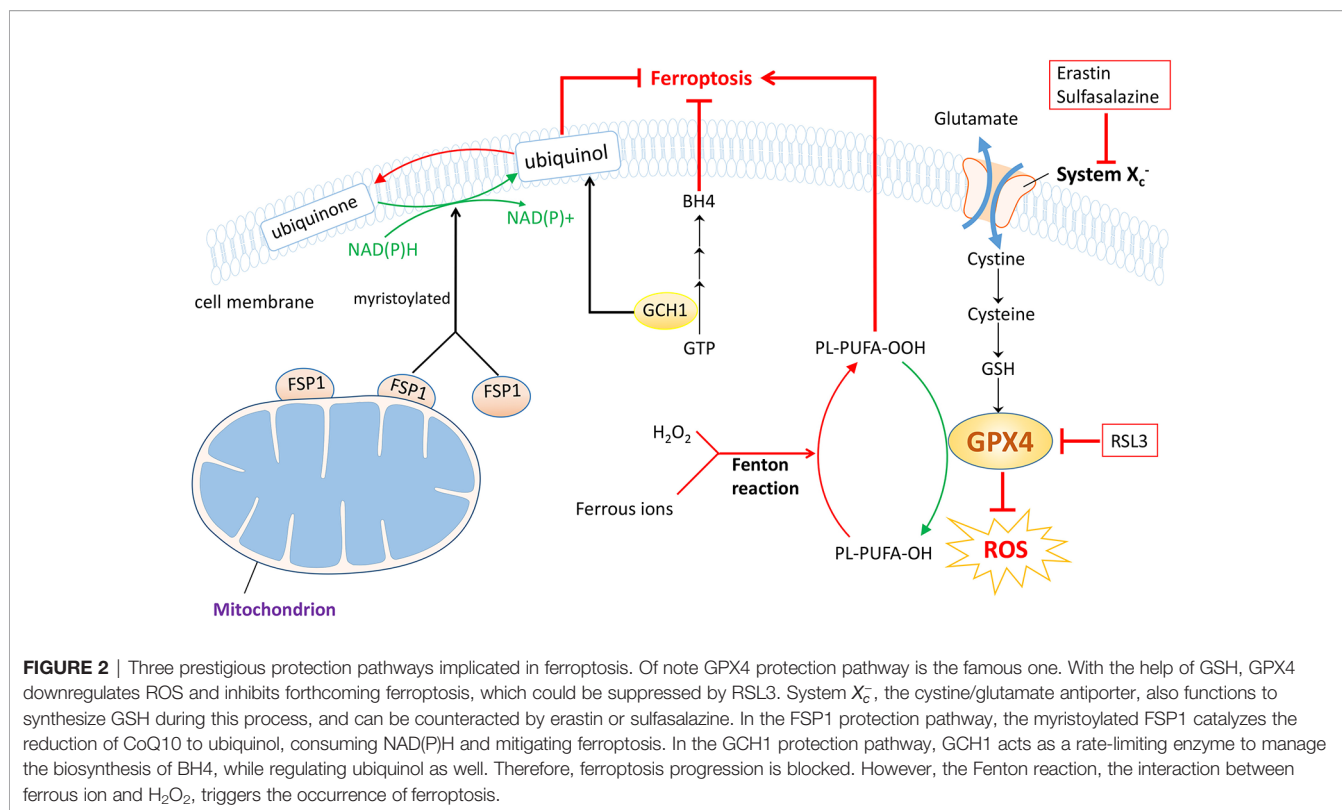 Ferroptosis
Erastin
Sulfasalazine
Glutamate
System Xc-
ubiquinol
ubiquinone
NAD(P)H
NAD(P)+
BH4
Cystine
cell membrane
myristoylated
GCH1
Cysteine
GTP
PL-PUFA-OOH
GSH
FSP1
FSP1
FSP1
H2O2
Fenton
reaction
GPX4
RSL3
Ferrous ions
PL-PUFA-OH
ROS
Mitochondrion
FIGURE 2 | Three prestigious protection pathways implicated in ferroptosis. Of note GPX4 protection pathway is the famous one. With the help of GSH, GPX4
downregulates ROS and inhibits forthcoming ferroptosis, which could be suppressed by RSL3. System Xc-, the cystine/glutamate antiporter, also functions to
synthesize GSH during this process, and can be counteracted by erastin or sulfasalazine. In the FSP1 protection pathway, the myristoylated FSP1 catalyzes the
reduction of CoQ10 to ubiquinol, consuming NAD(P)H and mitigating ferroptosis. In the GCH1 protection pathway, GCH1 acts as a rate-limiting enzyme to manage
the biosynthesis of BH4, while regulating ubiquinol as well. Therefore, ferroptosis progression is blocked. However, the Fenton reaction, the interaction between
ferrous ion and H2O2, triggers the occurrence of ferroptosis.